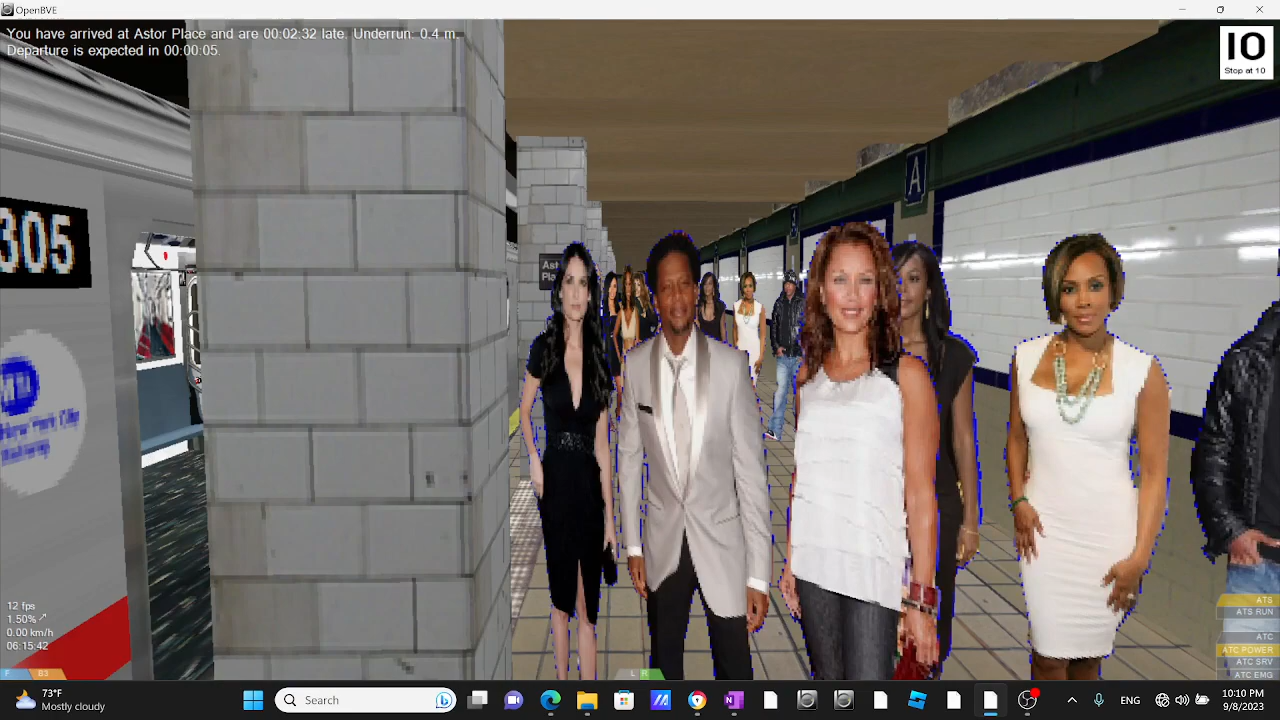 OpenBVE
You have arrived at Astor Place and are 00:02:32 late. Underrun: 0.4 m.
Departure is expected in 00:00:05.
10
Stop at 10
A
305
12 fps
1.50%
0.00 km/h
06:15:42
F B3
L R
ATS
ATS RUN
ATC
ATC POWER
ATC SRV
ATC EMG
73°F
Mostly cloudy
Search
ENG
10:10 PM
9/8/2023